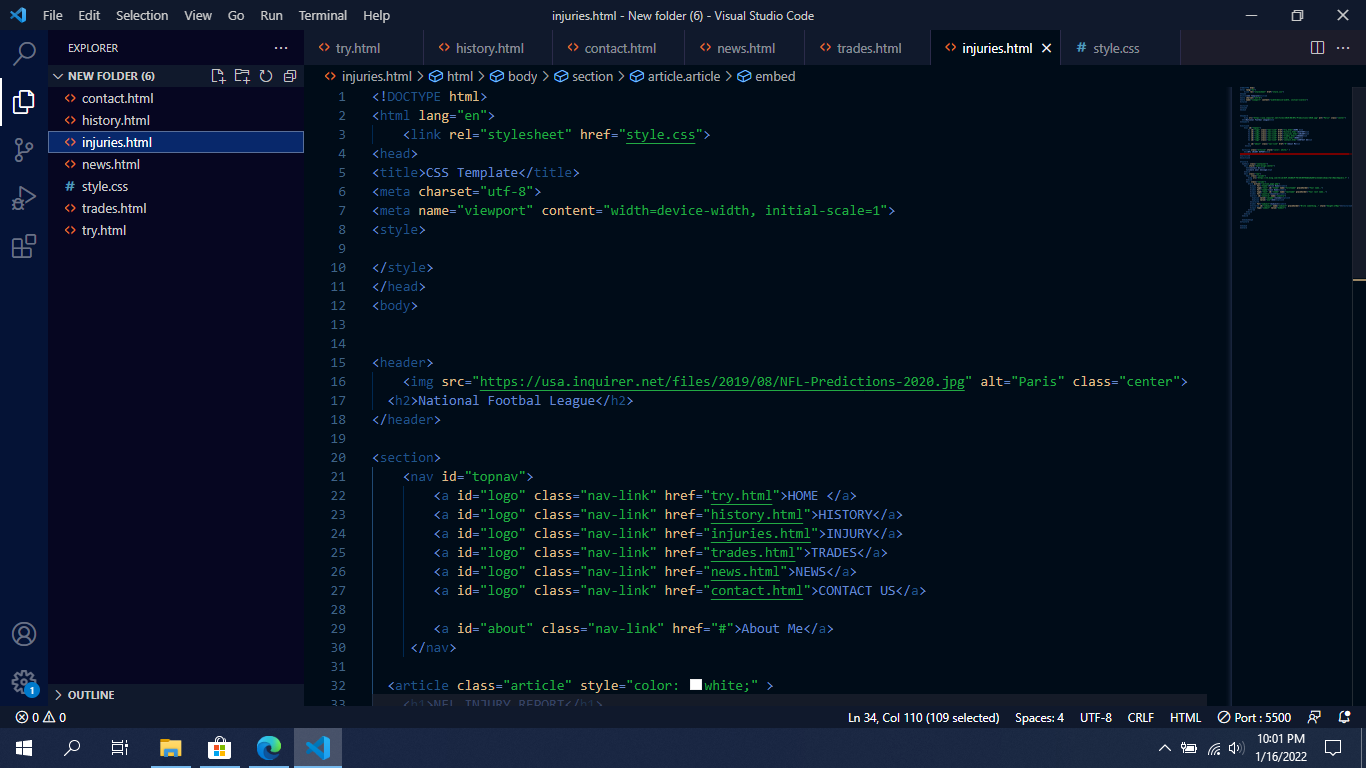 File Edit Selection View Go Run Terminal Help injuries.html - New folder (6) - Visual Studio Code
EXPLORER
NEW FOLDER (6)
contact.html
history.html
injuries.html
news.html
style.css
trades.html
try.html
OUTLINE
try.html history.html contact.html news.html trades.html injuries.html style.css
injuries.html > html > body > section > article.article > embed
1 <!DOCTYPE html>
2 <html lang="en">
3 <link rel="stylesheet" href="style.css">
4 <head>
5 <title>CSS Template</title>
6 <meta charset="utf-8">
7 <meta name="viewport" content="width=device-width, initial-scale=1">
8 <style>
9
10 </style>
11 </head>
12 <body>
13
14
15 <header>
16 <img src="https://usa.inquirer.net/files/2019/08/NFL-Predictions-2020.jpg" alt="Paris" class="center">
17 <h2>National Footbal League</h2>
18 </header>
19
20 <section>
21 <nav id="topnav">
22 <a id="logo" class="nav-link" href="try.html">HOME </a>
23 <a id="logo" class="nav-link" href="history.html">HISTORY</a>
24 <a id="logo" class="nav-link" href="injuries.html">INJURY</a>
25 <a id="logo" class="nav-link" href="trades.html">TRADES</a>
26 <a id="logo" class="nav-link" href="news.html">NEWS</a>
27 <a id="logo" class="nav-link" href="contact.html">CONTACT US</a>
28
29 <a id="about" class="nav-link" href="#">About Me</a>
30 </nav>
31
32 <article class="article" style="color: white;" >
33 <h1>NFL INJURY REPORT</h1>
1
0 0 Ln 34, Col 110 (109 selected) Spaces: 4 UTF-8 CRLF HTML Port : 5500
10:01 PM
1/16/2022